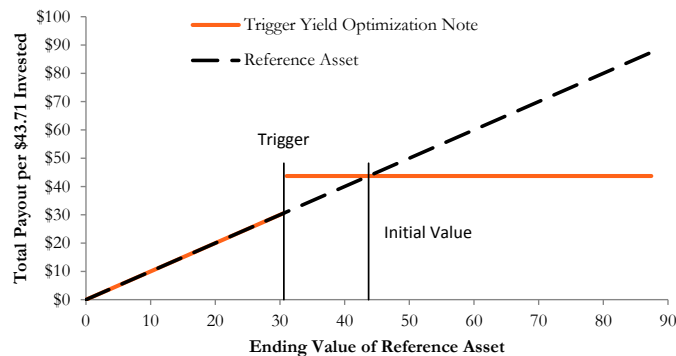 Total Payout per $43.71 Invested
$100
$90
$80
$70
$60
$50
$40
$30
$20
$10
$0
Trigger Yield Optimization Note
Reference Asset
Trigger
Initial Value
0 10 20 30 40 50 60 70 80 90
Ending Value of Reference Asset